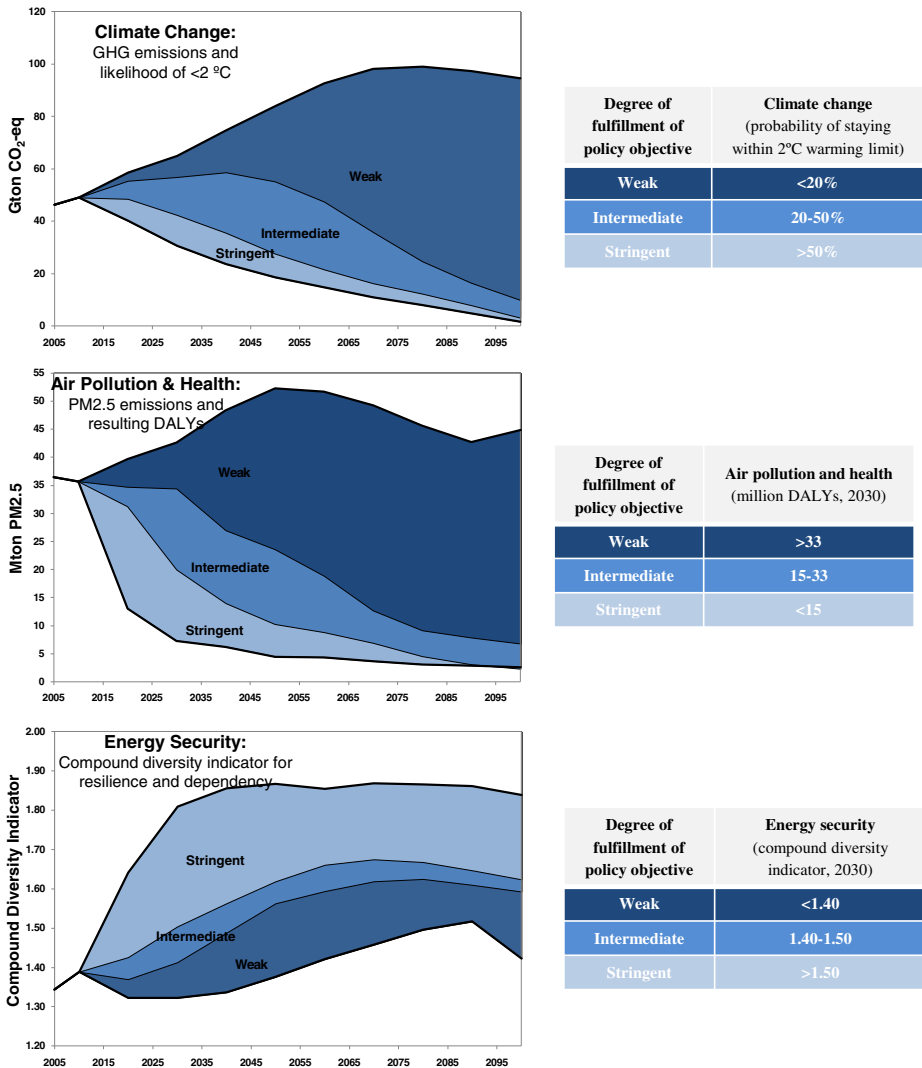 Climate Change:
GHG emissions and
likelihood of <2 ºC
Gton CO2-eq
120
100
80
60
40
20
0
Weak
Intermediate
Stringent
2005 2015 2025 2035 2045 2055 2065 2075 2085 2095
Degree of
fulfillment of
policy objective
Climate change
(probability of staying
within 2ºC warming limit)
Weak <20%
Intermediate 20-50%
Stringent >50%
Air Pollution & Health:
PM2.5 emissions and
resulting DALYs
Mton PM2.5
55
50
45
40
35
30
25
20
15
10
5
0
Weak
Intermediate
Stringent
2005 2015 2025 2035 2045 2055 2065 2075 2085 2095
Degree of
fulfillment of
policy objective
Air pollution and health
(million DALYs, 2030)
Weak >33
Intermediate 15-33
Stringent <15
Energy Security:
Compound diversity indicator for
resilience and dependency
Compound Diversity Indicator
2.00
1.90
1.80
1.70
1.60
1.50
1.40
1.30
1.20
Stringent
Intermediate
Weak
2005 2015 2025 2035 2045 2055 2065 2075 2085 2095
Degree of
fulfillment of
policy objective
Energy security
(compound diversity
indicator, 2030)
Weak <1.40
Intermediate 1.40-1.50
Stringent >1.50